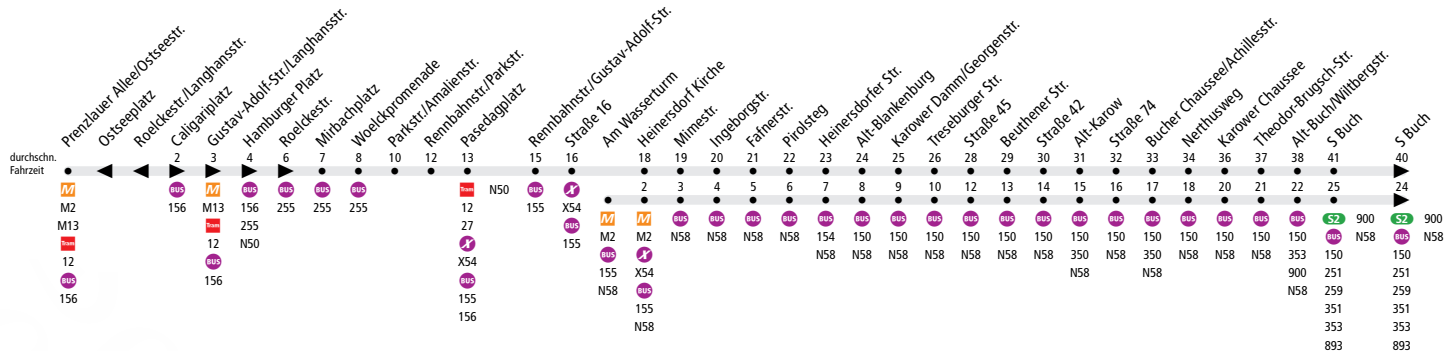 Prenzlauer Allee/Ostseestr.
Ostseeplatz
Roelckestr./Langhansstr.
Caligariplatz
Gustav-Adolf-Str./Langhansstr.
Hamburger Platz
Roelckestr.
Mirbachplatz
Woelckpromenade
Parkstr./Amalienstr.
Rennbahnstr./Parkstr.
Pasedagplatz
Rennbahnstr./Gustav-Adolf-Str.
Straße 16
Am Wasserturm
Heinersdorf Kirche
Mimestr.
Ingeborgstr.
Fafnerstr.
Pirolsteg
Heinersdorfer Str.
Alt-Blankenburg
Karower Damm/Georgenstr.
Treseburger Str.
Straße 45
Beuthener Str.
Straße 42
Alt-Karow
Straße 74
Bucher Chaussee/Achillesstr.
Nerthusweg
Karower Chaussee
Theodor-Brugsch-Str.
Alt-Buch/Wiltbergstr.
S Buch
S Buch
durchschn. 2 3 4 6 7 8 10 12 13 15 16 18 19 20 21 22 23 24 25 26 28 29 30 31 32 33 34 36 37 38 41 40
Fahrzeit
M Bus M Bus Bus Bus Bus Tram N50 Bus X 2 3 4 5 6 7 8 9 10 12 13 14 15 16 17 18 20 21 22 25 24
M2 156 M13 156 255 255 255 12 155 X54
M13 Tram 255 27 Bus M M Bus Bus Bus Bus Bus Bus Bus Bus Bus Bus Bus Bus Bus Bus Bus Bus Bus Bus S2 900 S2 900
Tram 12 N50 X 155 M2 M2 N58 N58 N58 N58 154 150 150 150 150 150 150 150 150 150 150 150 150 150 Bus N58 Bus N58
12 Bus X54 Bus X N58 N58 N58 N58 N58 N58 N58 350 N58 350 N58 N58 N58 353 150 150
Bus 156 Bus 155 X54 N58 N58 900 251 251
156 155 N58 Bus N58 259 259
156 155 351 351
N58 353 353
893 893